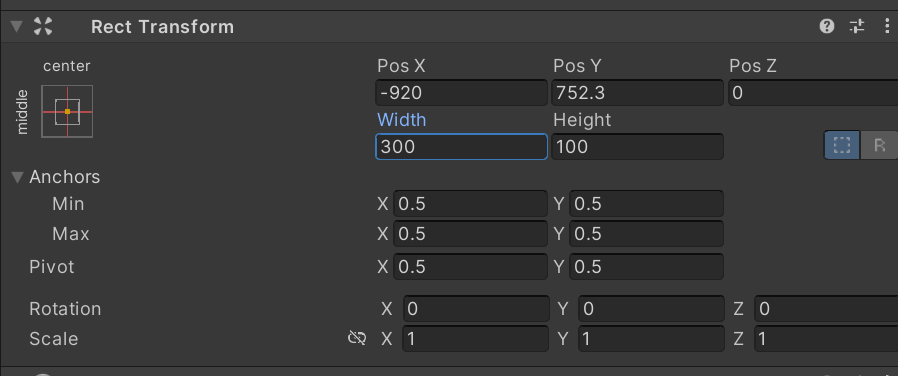 Rect Transform
center
middle
Pos X Pos Y Pos Z
-920 752.3 0
Width Height
300 100
R
Anchors
Min X 0.5 Y 0.5
Max X 0.5 Y 0.5
Pivot X 0.5 Y 0.5
Rotation X 0 Y 0 Z 0
Scale X 1 Y 1 Z 1